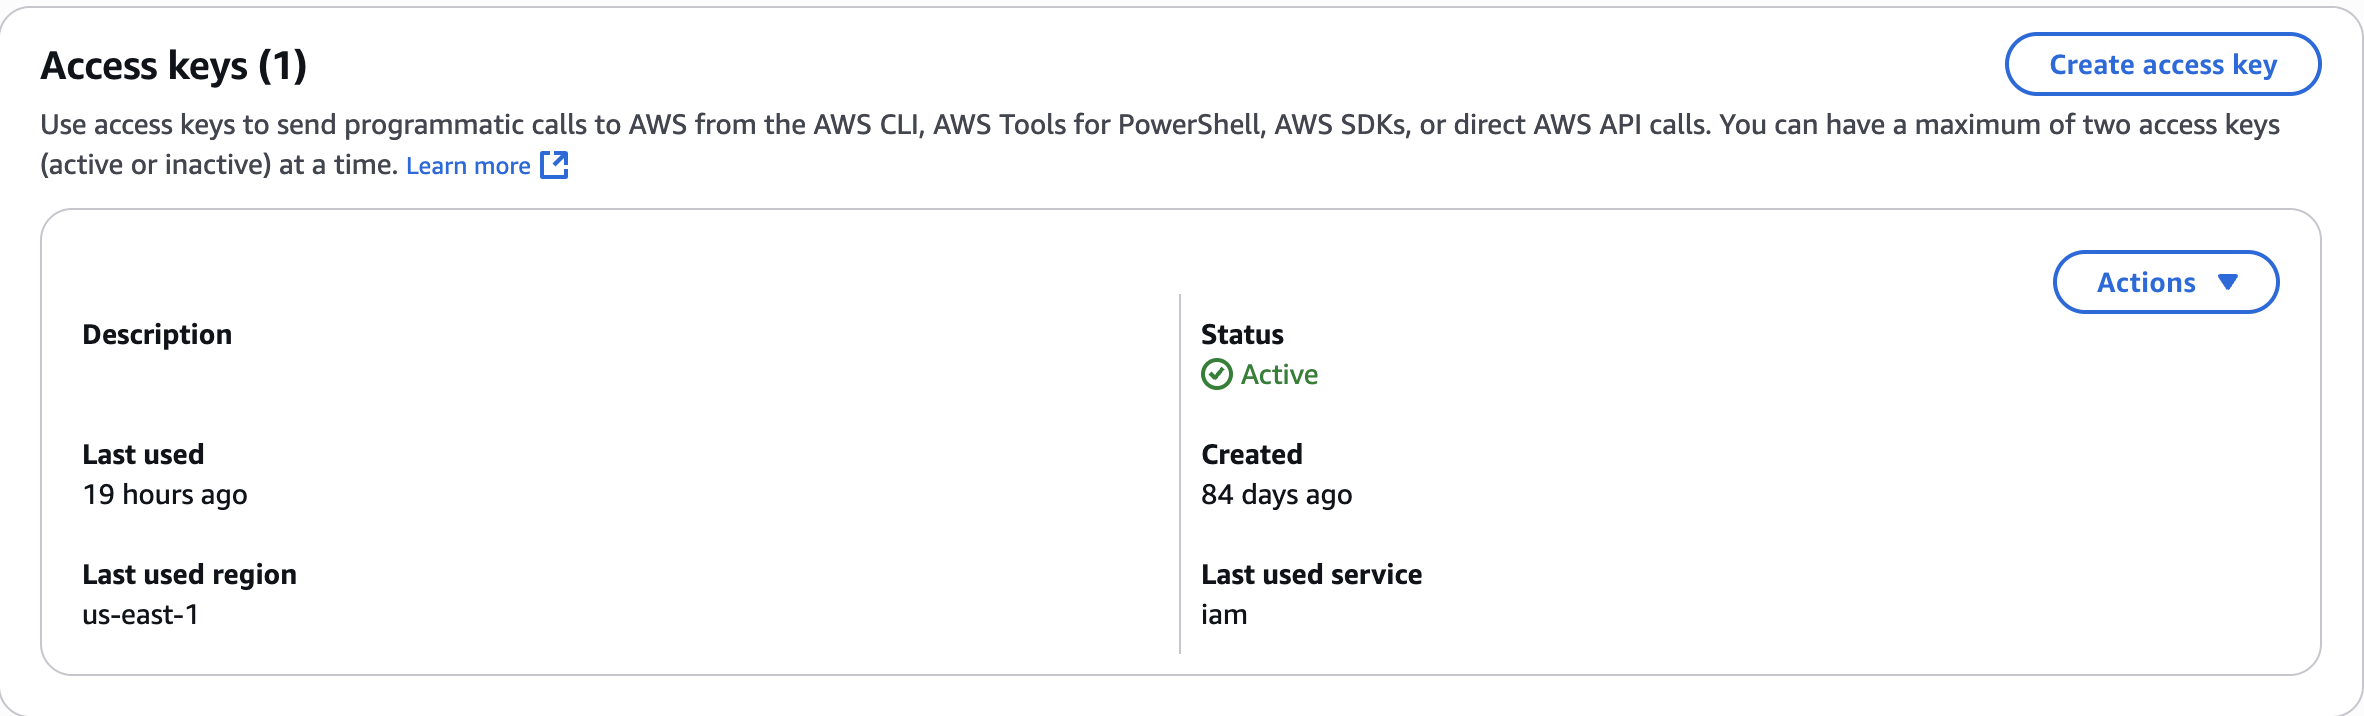 Access keys (1)
Create access key
Use access keys to send programmatic calls to AWS from the AWS CLI, AWS Tools for PowerShell, AWS SDKs, or direct AWS API calls. You can have a maximum of two access keys
(active or inactive) at a time. Learn more
Actions
Description
Status
Active
Last used
19 hours ago
Created
84 days ago
Last used region
us-east-1
Last used service
iam